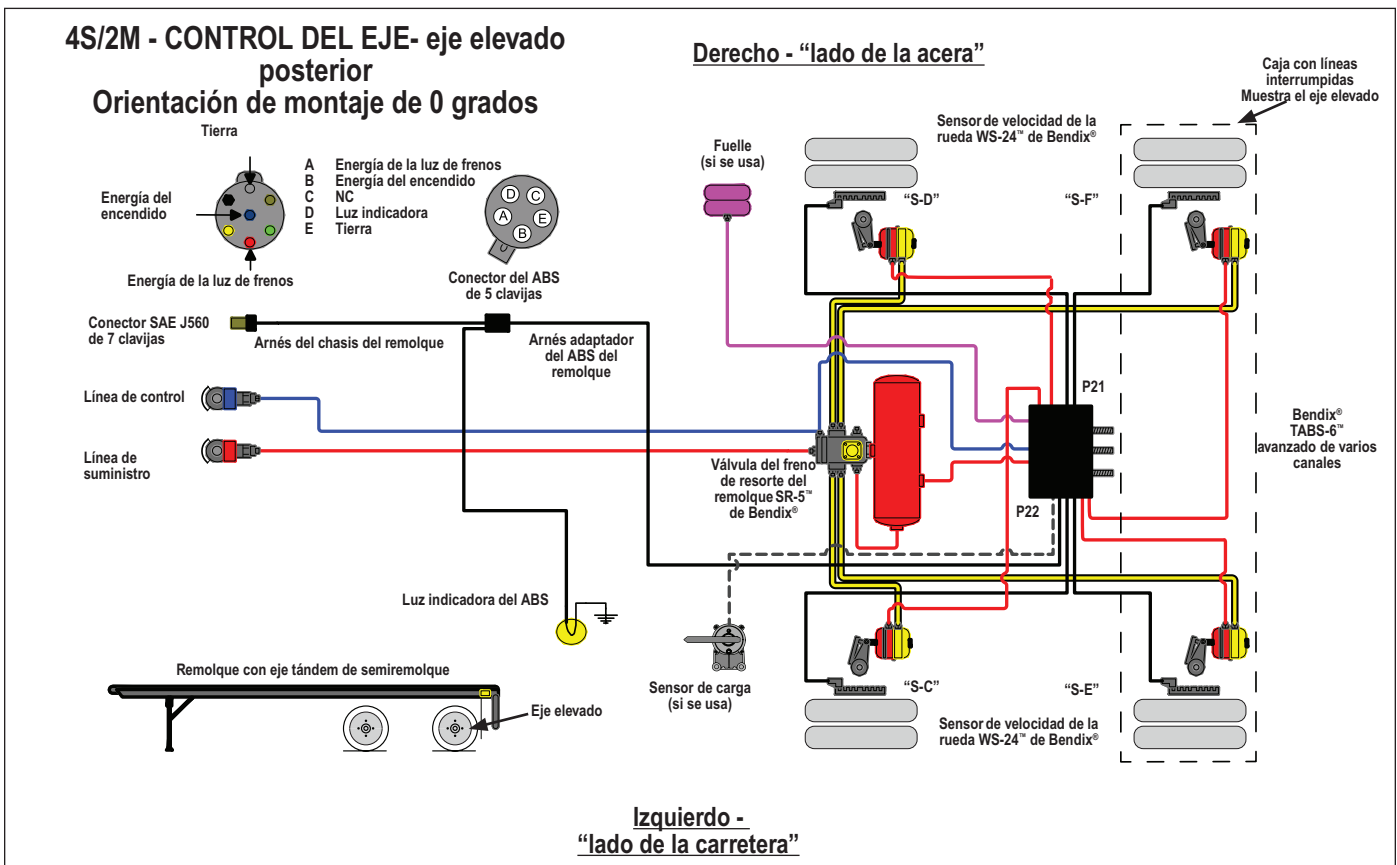 4S/2M - CONTROL DEL EJE- eje elevado
posterior
Orientación de montaje de 0 grados
Derecho - “lado de la acera”
Caja con líneas
interrumpidas
Muestra el eje elevado
Tierra
Energía del
encendido
Energía de la luz de frenos
A Energía de la luz de frenos
B Energía del encendido
C NC
D Luz indicadora
E Tierra
D
C
A
E
B
Conector del ABS
de 5 clavijas
Fuelle
(si se usa)
Sensor de velocidad de la
rueda WS-24™ de Bendix®
“S-D”
“S-F”
Conector SAE J560
de 7 clavijas
Arnés del chasis del remolque
Arnés adaptador
del ABS del
remolque
Línea de control
Línea de
suministro
P21
Bendix®
TABS-6™
avanzado de varios
canales
Válvula del freno
de resorte del
remolque SR-5™
de Bendix®
P22
Luz indicadora del ABS
Sensor de carga
(si se usa)
“S-C”
“S-E”
Sensor de velocidad de la
rueda WS-24™ de Bendix®
Remolque con eje tándem de semiremolque
Eje elevado
Izquierdo -
“lado de la carretera”